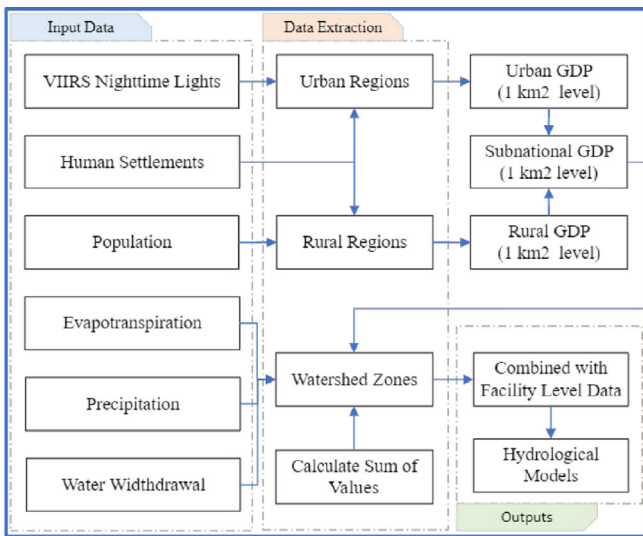 Input Data
Data Extraction
VIIRS Nighttime Lights
Urban Regions
Urban GDP
(1 km2 level)
Human Settlements
Subnational GDP
(1 km2 level)
Population
Rural Regions
Rural GDP
(1 km2 level)
Evapotranspiration
Precipitation
Watershed Zones
Combined with
Facility Level Data
Water Widthdrawal
Calculate Sum of
Values
Hydrological
Models
Outputs